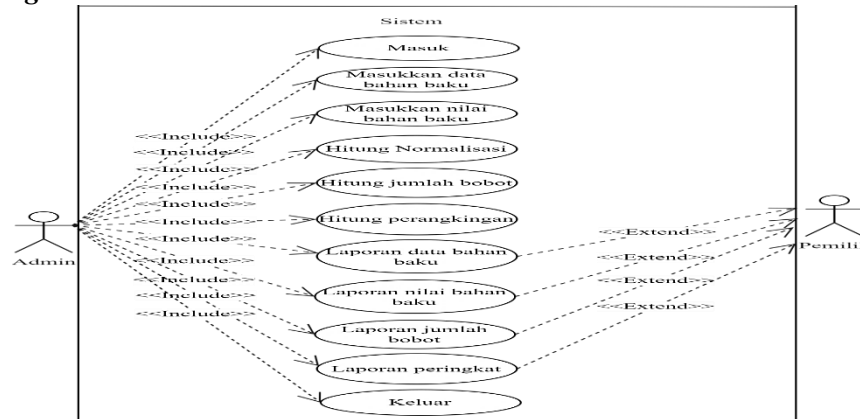 Sistem
Masuk
Masukkan data
bahan baku
Masukkan nilai
bahan baku
Hitung Normalisasi
Hitung jumlah bobot
Hitung perangkingan
Laporan data bahan
baku
Laporan nilai bahan
baku
Laporan jumlah
bobot
Laporan peringkat
Keluar
<<Include>>
<<Include>>
<<Include>>
<<Include>>
<<Include>>
<<Include>>
<<Include>>
<<Include>>
<<Include>>
<<Include>>
<<Include>>
<<Extend>>
<<Extend>>
<<Extend>>
<<Extend>>
Admin
Pemili